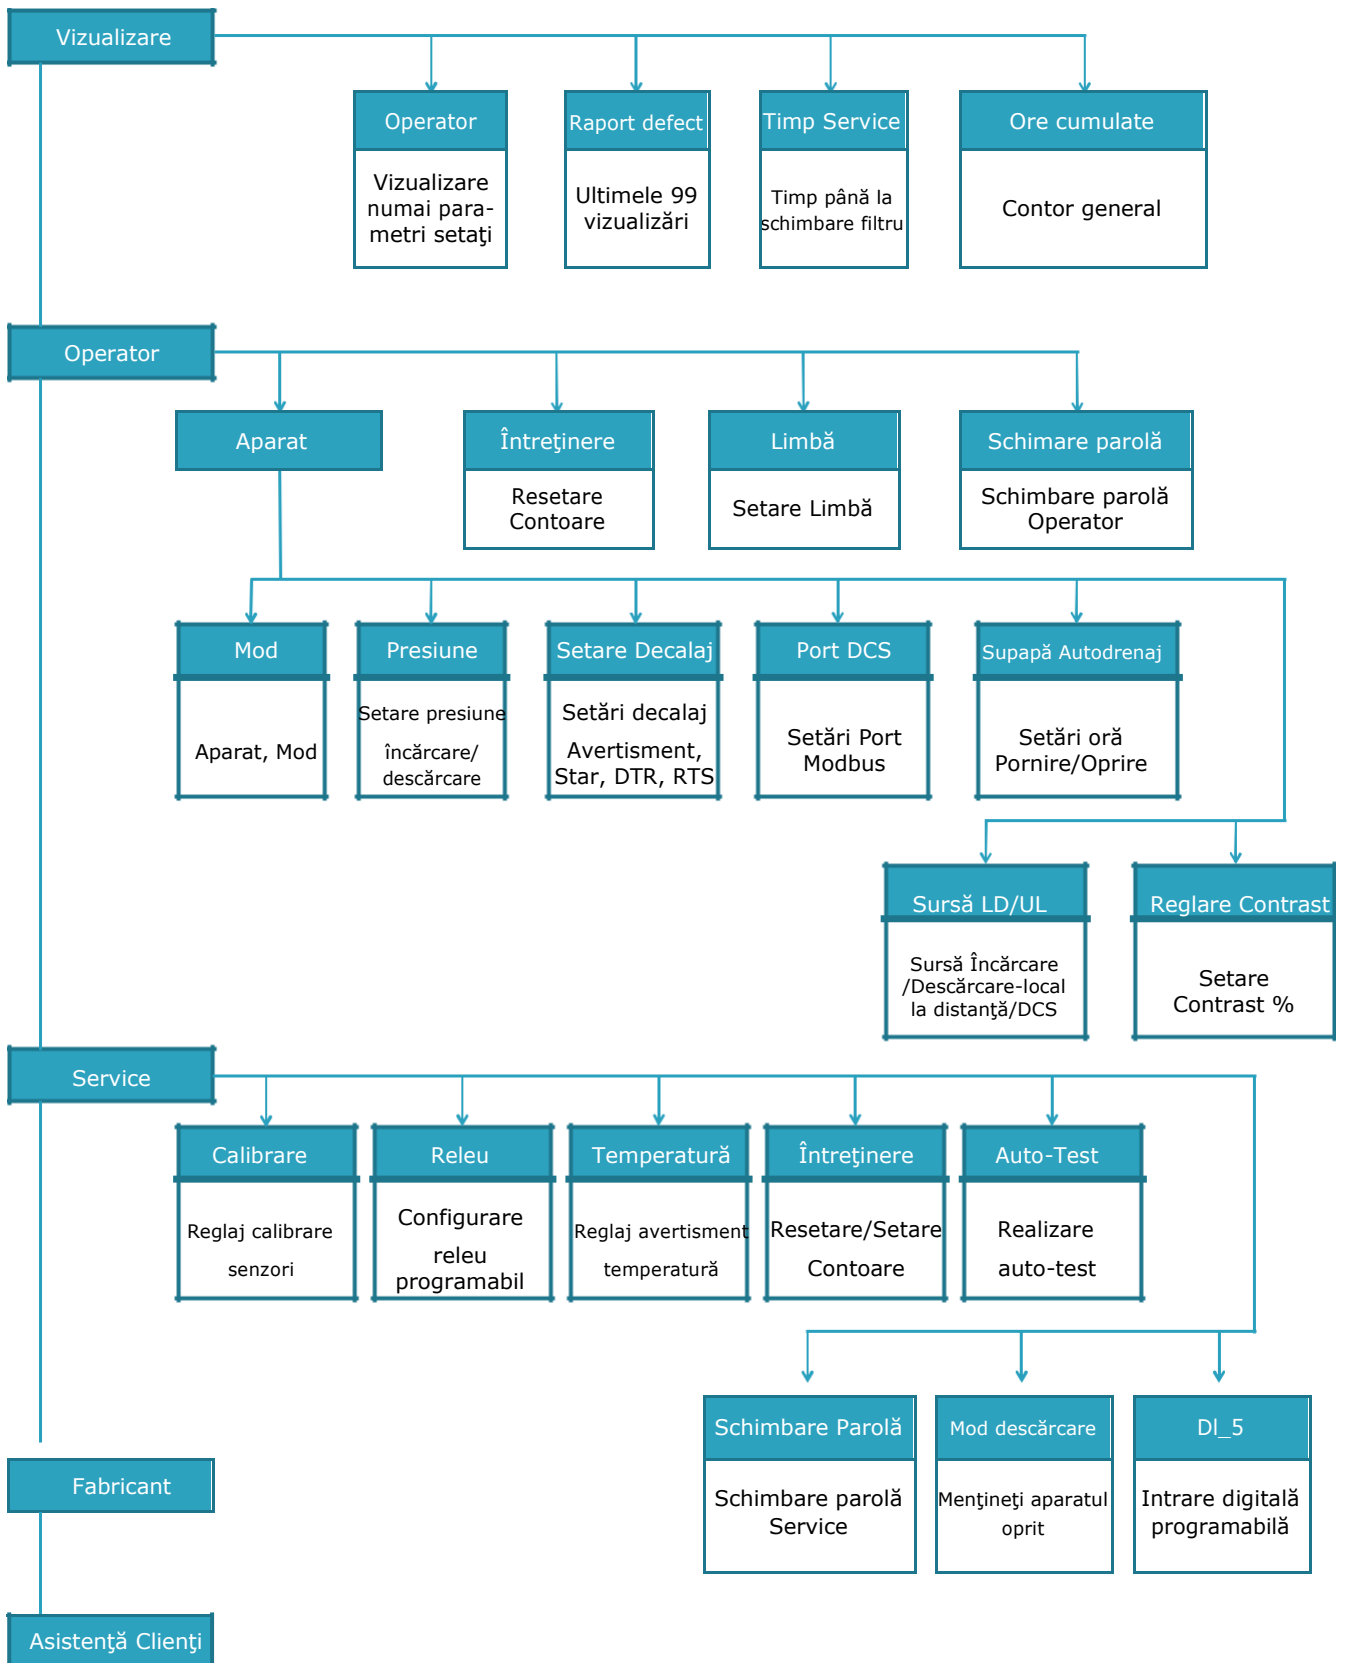 Vizualizare
Operator
Raport defect
Timp Service
Ore cumulate
Vizualizare
numai para-
metri setaţi
Ultimele 99
vizualizări
Timp până la
schimbare filtru
Contor general
Operator
Aparat
Întreţinere
Limbă
Schimare parolă
Resetare
Contoare
Setare Limbă
Schimbare parolă
Operator
Mod
Presiune
Setare Decalaj
Port DCS
Supapă Autodrenaj
Aparat, Mod
Setare presiune
încărcare/
descărcare
Setări decalaj
Avertisment,
Star, DTR, RTS
Setări Port
Modbus
Setări oră
Pornire/Oprire
Sursă LD/UL
Reglare Contrast
Sursă Încărcare
/Descărcare-local
la distanţă/DCS
Setare
Contrast %
Service
Calibrare
Releu
Temperatură
Întreţinere
Auto-Test
Reglaj calibrare
senzori
Configurare
releu
programabil
Reglaj avertisment
temperatură
Resetare/Setare
Contoare
Realizare
auto-test
Schimbare Parolă
Mod descărcare
Dl_5
Schimbare parolă
Service
Menţineţi aparatul
oprit
Intrare digitală
programabilă
Fabricant
Asistenţă Clienţi